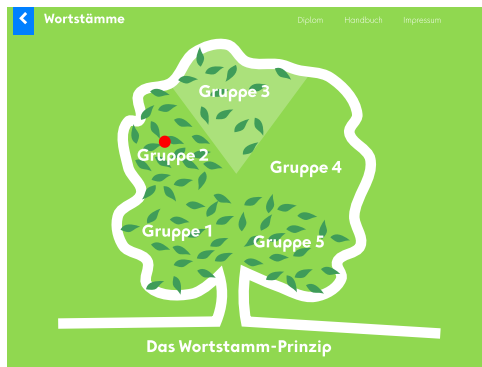 Wortstämme
Diplom Handbuch Impressum
Gruppe 3
Gruppe 2
Gruppe 4
Gruppe 1
Gruppe 5
Das Wortstamm-Prinzip